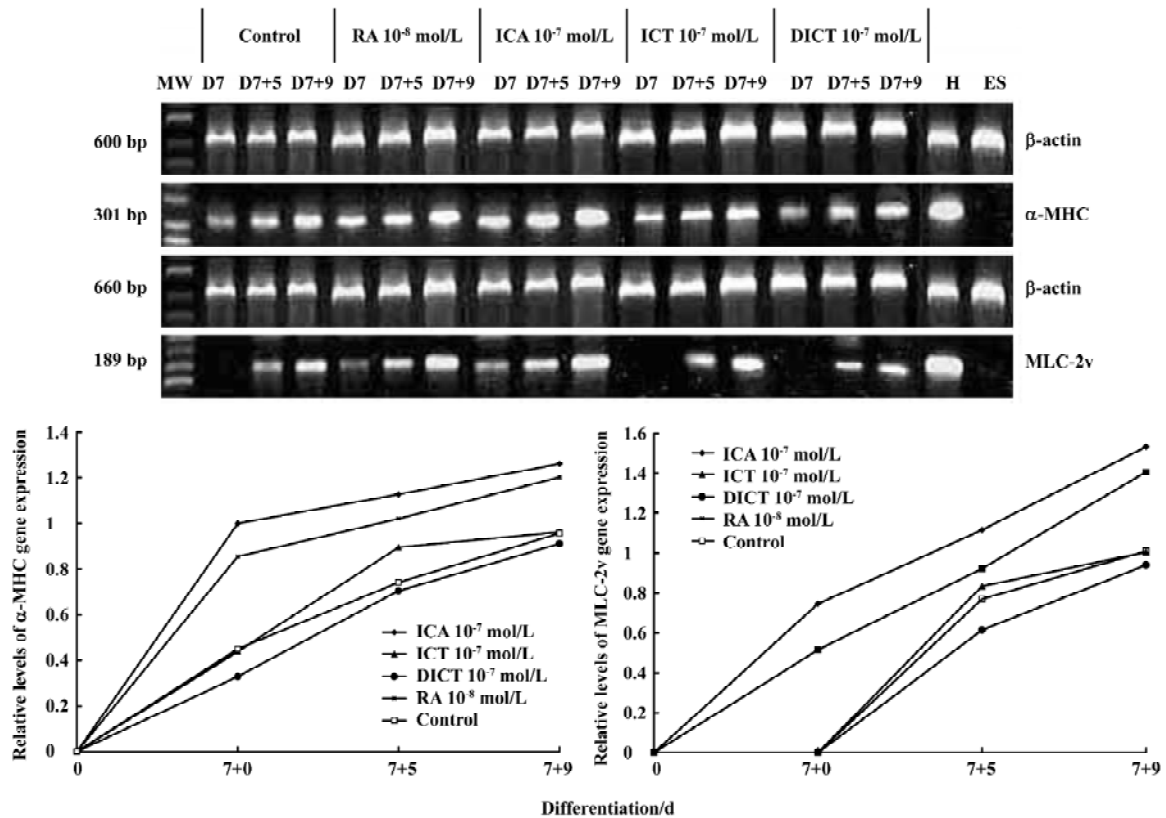 Control RA 10⁻⁸ mol/L ICA 10⁻⁷ mol/L ICT 10⁻⁷ mol/L DICT 10⁻⁷ mol/L
MW D7 D7+5 D7+9 D7 D7+5 D7+9 D7 D7+5 D7+9 D7 D7+5 D7+9 D7 D7+5 D7+9 H ES
600 bp β-actin
301 bp α-MHC
660 bp β-actin
189 bp MLC-2v
Relative levels of α-MHC gene expression
1.4
1.2
1
0.8
0.6
0.4
0.2
0
ICA 10⁻⁷ mol/L
ICT 10⁻⁷ mol/L
DICT 10⁻⁷ mol/L
RA 10⁻⁸ mol/L
Control
0 7+0 7+5 7+9
Relative levels of MLC-2v gene expression
1.6
1.4
1.2
1
0.8
0.6
0.4
0.2
0
ICA 10⁻⁷ mol/L
ICT 10⁻⁷ mol/L
DICT 10⁻⁷ mol/L
RA 10⁻⁸ mol/L
Control
0 7+0 7+5 7+9
Differentiation/d